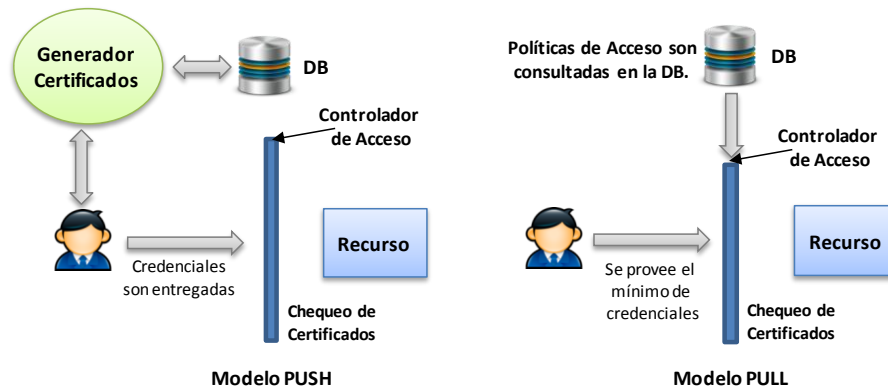 Generador
Certificados
DB
Controlador
de Acceso
Recurso
Credenciales
son entregadas
Chequeo de
Certificados
Modelo PUSH
Políticas de Acceso son
consultadas en la DB.
DB
Controlador
de Acceso
Recurso
Se provee el
mínimo de
credenciales
Chequeo de
Certificados
Modelo PULL